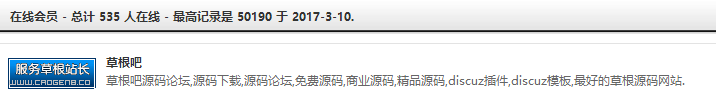 在线会员 - 总计 535 人在线 - 最高记录是 50190 于 2017-3-10.
服务草根站长
WWW.CAOGEN8.CO
草根吧
草根吧源码论坛,源码下载,源码论坛,免费源码,商业源码,精品源码,discuz插件,discuz模板,最好的草根源码网站.